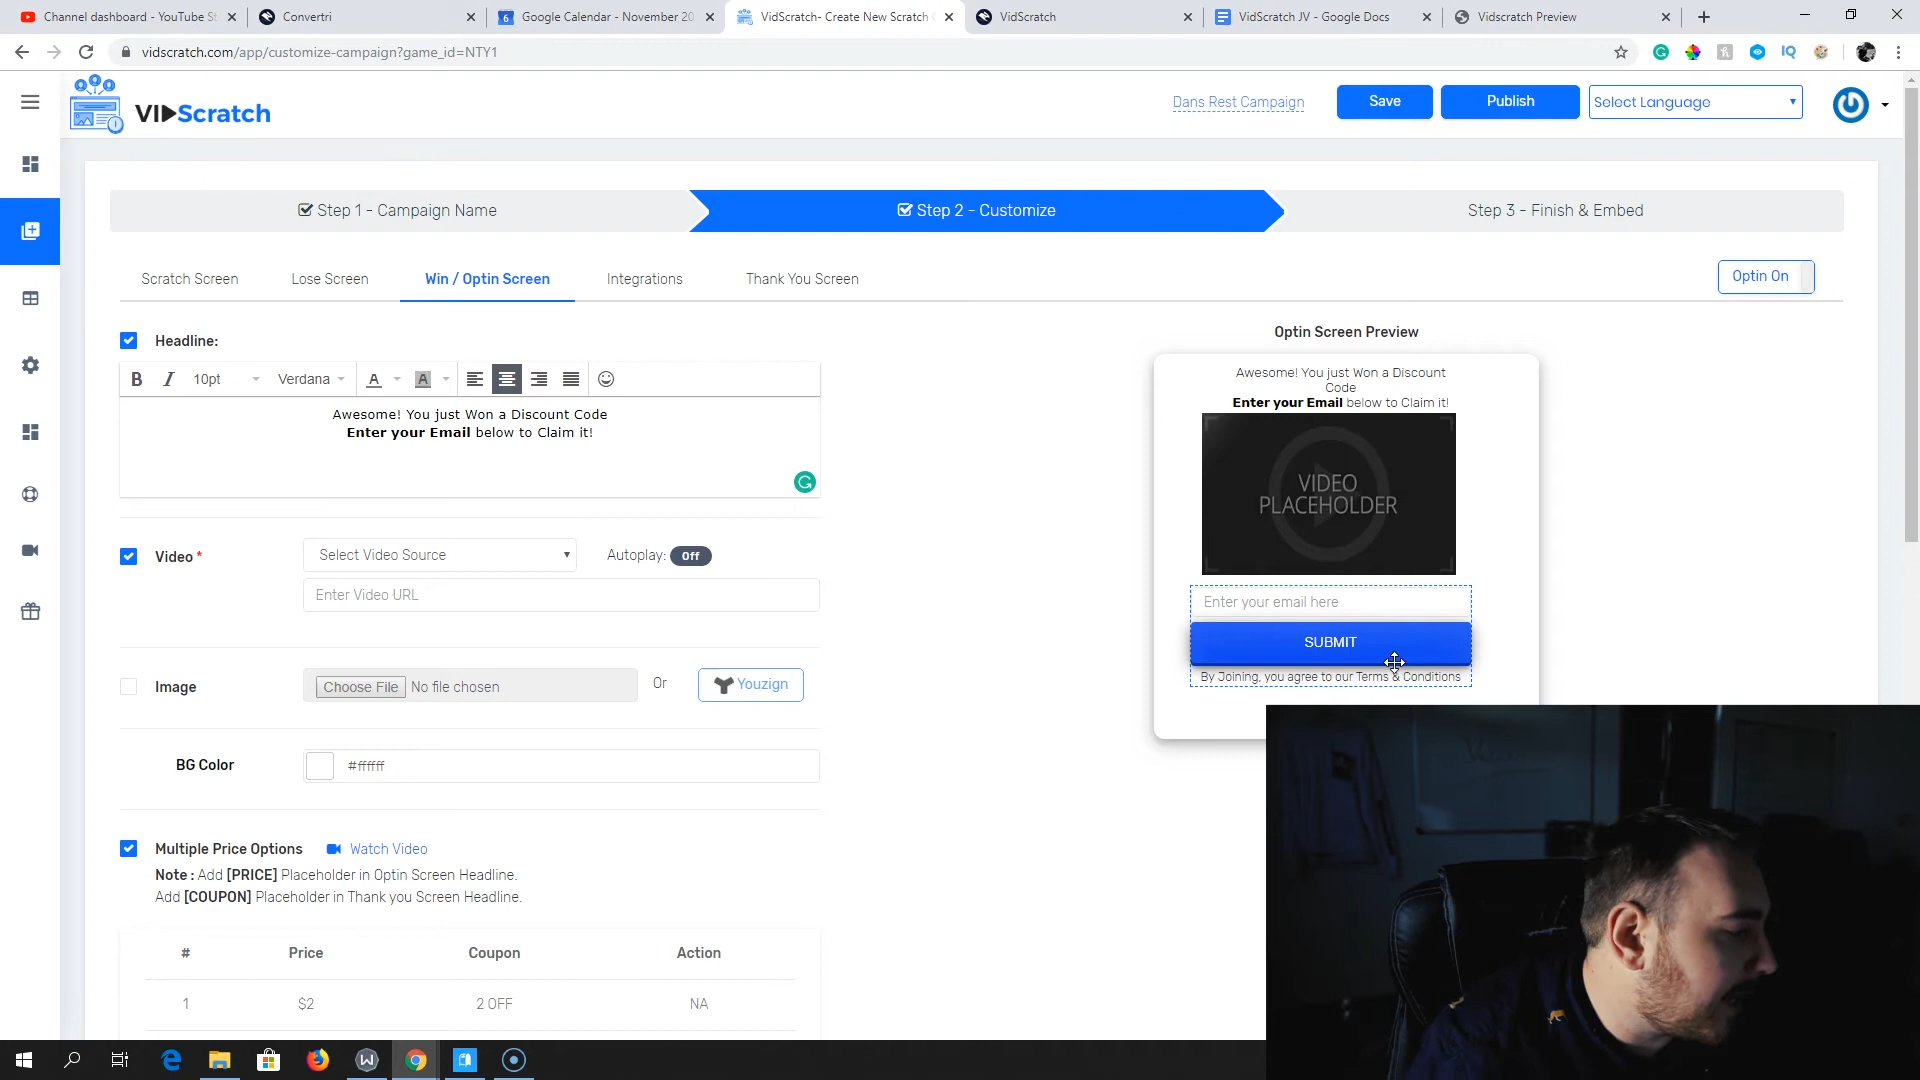 Channel dashboard - YouTube St
Convertri
Google Calendar - November 20
VidScratch- Create New Scratch
VidScratch
VidScratch JV - Google Docs
Vidscratch Preview
vidscratch.com/app/customize-campaign?game_id=NTY1
IQ
VIDScratch
Dans Rest Campaign
Save
Publish
Select Language
Step 1 - Campaign Name
Step 2 - Customize
Step 3 - Finish & Embed
Scratch Screen
Lose Screen
Win / Optin Screen
Integrations
Thank You Screen
Optin On
Headline:
B I 10pt Verdana A A
Awesome! You just Won a Discount Code
Enter your Email below to Claim it!
Video *
Select Video Source
Autoplay: Off
Enter Video URL
Image
Choose File No file chosen
Or
Youzign
BG Color
#ffffff
Multiple Price Options
Watch Video
Note : Add [PRICE] Placeholder in Optin Screen Headline.
Add [COUPON] Placeholder in Thank you Screen Headline.
# Price Coupon Action
1 $2 2 OFF NA
Optin Screen Preview
Awesome! You just Won a Discount
Code
Enter your Email below to Claim it!
VIDEO
PLACEHOLDER
Enter your email here
SUBMIT
By Joining, you agree to our Terms & Conditions